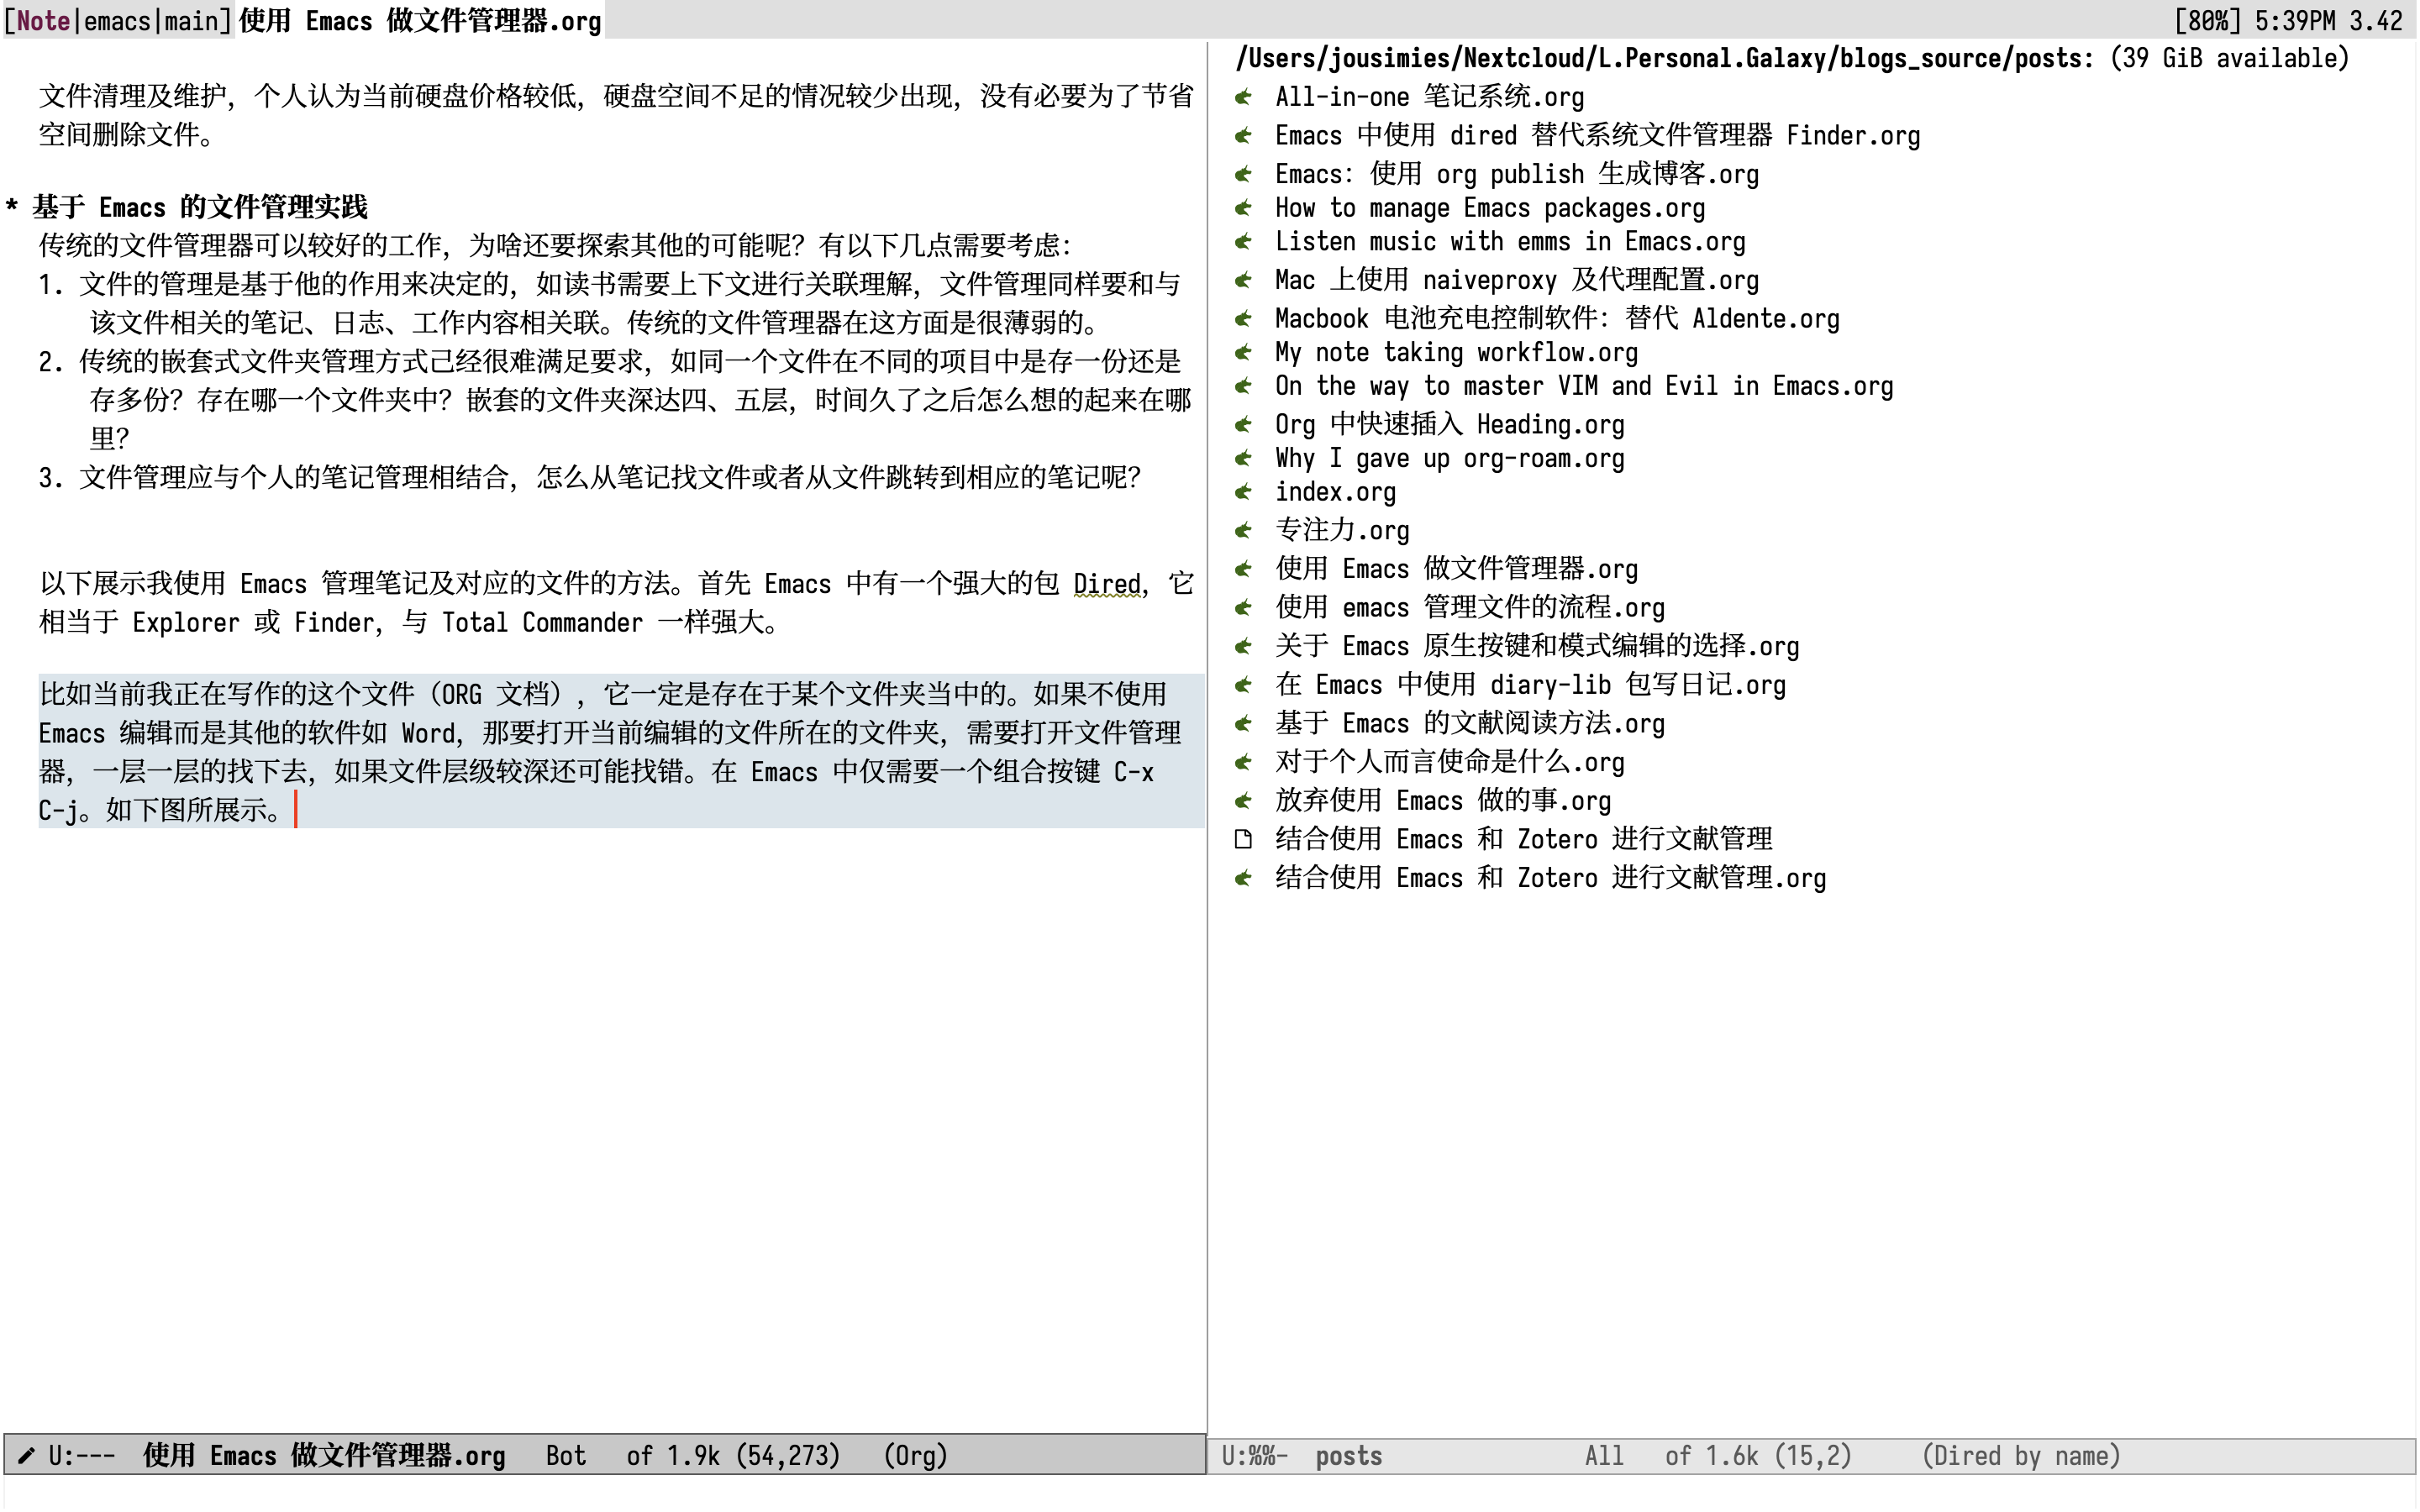 [Note|emacs|main] 使用 Emacs 做文件管理器.org
[80%] 5:39PM 3.42
文件清理及维护，个人认为当前硬盘价格较低，硬盘空间不足的情况较少出现，没有必要为了节省
空间删除文件。
* 基于 Emacs 的文件管理实践
传统的文件管理器可以较好的工作，为啥还要探索其他的可能呢？有以下几点需要考虑：
1. 文件的管理是基于他的作用来决定的，如读书需要上下文进行关联理解，文件管理同样要和与
该文件相关的笔记、日志、工作内容相关联。传统的文件管理器在这方面是很薄弱的。
2. 传统的嵌套式文件夹管理方式己经很难满足要求，如同一个文件在不同的项目中是存一份还是
存多份？存在哪一个文件夹中？嵌套的文件夹深达四、五层，时间久了之后怎么想的起来在哪
里？
3. 文件管理应与个人的笔记管理相结合，怎么从笔记找文件或者从文件跳转到相应的笔记呢？
以下展示我使用 Emacs 管理笔记及对应的文件的方法。首先 Emacs 中有一个强大的包 Dired，它
相当于 Explorer 或 Finder，与 Total Commander 一样强大。
比如当前我正在写作的这个文件（ORG 文档），它一定是存在于某个文件夹当中的。如果不使用
Emacs 编辑而是其他的软件如 Word，那要打开当前编辑的文件所在的文件夹，需要打开文件管理
器，一层一层的找下去，如果文件层级较深还可能找错。在 Emacs 中仅需要一个组合按键 C-x
C-j。如下图所展示。
/Users/jousimies/Nextcloud/L.Personal.Galaxy/blogs_source/posts: (39 GiB available)
All-in-one 笔记系统.org
Emacs 中使用 dired 替代系统文件管理器 Finder.org
Emacs：使用 org publish 生成博客.org
How to manage Emacs packages.org
Listen music with emms in Emacs.org
Mac 上使用 naiveproxy 及代理配置.org
Macbook 电池充电控制软件：替代 Aldente.org
My note taking workflow.org
On the way to master VIM and Evil in Emacs.org
Org 中快速插入 Heading.org
Why I gave up org-roam.org
index.org
专注力.org
使用 Emacs 做文件管理器.org
使用 emacs 管理文件的流程.org
关于 Emacs 原生按键和模式编辑的选择.org
在 Emacs 中使用 diary-lib 包写日记.org
基于 Emacs 的文献阅读方法.org
对于个人而言使命是什么.org
放弃使用 Emacs 做的事.org
结合使用 Emacs 和 Zotero 进行文献管理
结合使用 Emacs 和 Zotero 进行文献管理.org
U:--- 使用 Emacs 做文件管理器.org Bot of 1.9k (54,273) (Org)
U:%%- posts All of 1.6k (15,2) (Dired by name)